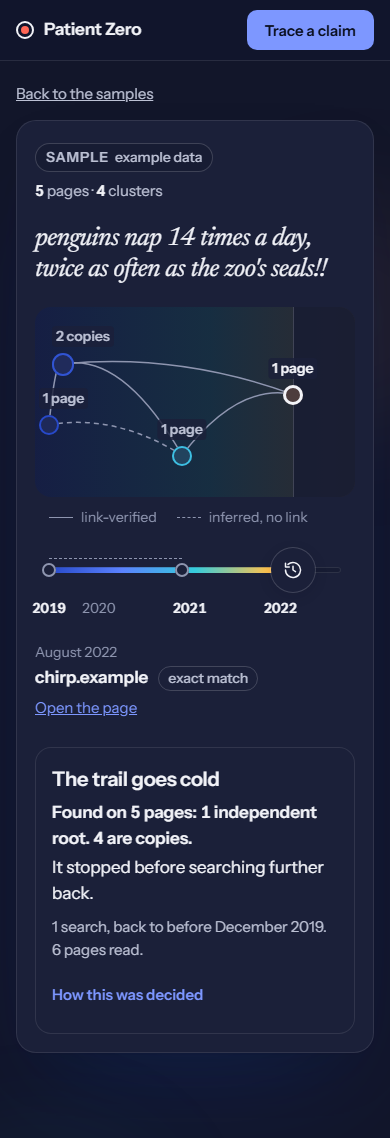 Patient Zero
Trace a claim
Back to the samples
SAMPLE example data
5 pages · 4 clusters
penguins nap 14 times a day,
twice as often as the zoo's seals!!
2 copies
1 page
1 page
1 page
link-verified
inferred, no link
2019 2020 2021 2022
August 2022
chirp.example exact match
Open the page
The trail goes cold
Found on 5 pages: 1 independent
root. 4 are copies.
It stopped before searching further
back.
1 search, back to before December 2019.
6 pages read.
How this was decided